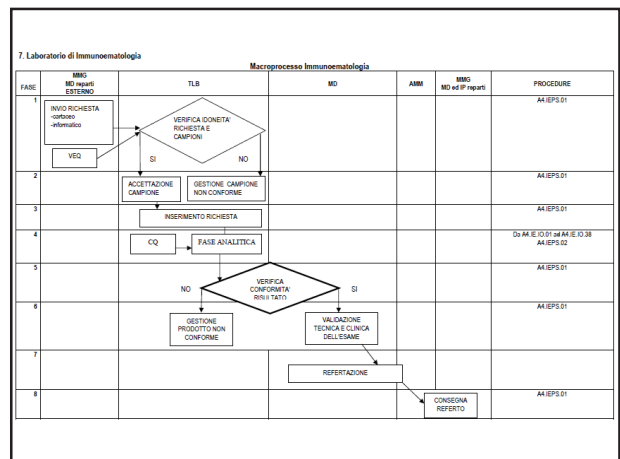 7. Laboratorio di Immunoematologia
Macroprocesso Immunoematologia
FASE
MMG
MD reparti
ESTERNO
TLB
MD
AMM
MMG
MD ed IP reparti
PROCEDURE
1
INVIO RICHIESTA
-cartaceo
-informatico
VERIFICA IDONEITA'
RICHIESTA E
CAMPIONI
A4.IEPS.01
VEQ
SI
NO
2
ACCETTAZIONE
CAMPIONE
GESTIONE CAMPIONE
NON CONFORME
A4.IEPS.01
3
INSERIMENTO RICHIESTA
A4.IEPS.01
4
CQ
FASE ANALITICA
Da A4.IE.IO.01 ad A4.IE.IO.38
A4.IEPS.02
5
NO
VERIFICA
CONFORMITA'
RISULTATO
SI
A4.IEPS.01
6
GESTIONE
PRODOTTO NON
CONFORME
VALIDAZIONE
TECNICA E CLINICA
DELL'ESAME
A4.IEPS.01
7
REFERTAZIONE
8
CONSEGNA
REFERTO
A4.IEPS.01